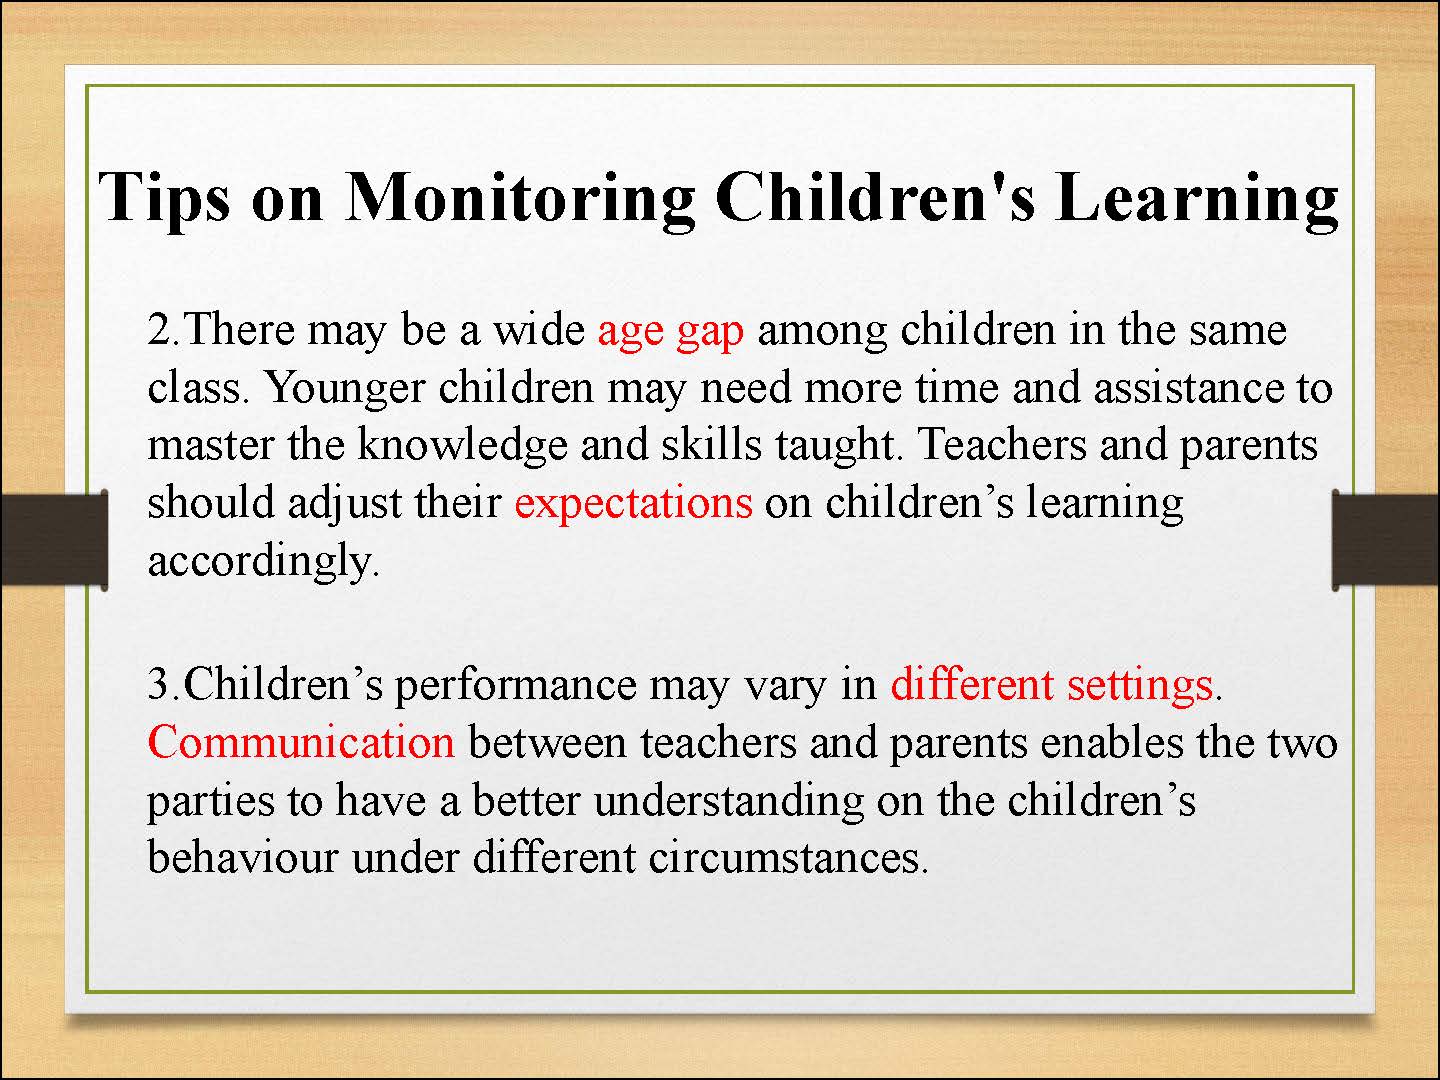 Tips on Monitoring Children's Learning
2.There may be a wide age gap among children in the same
class. Younger children may need more time and assistance to
master the knowledge and skills taught. Teachers and parents
should adjust their expectations on children’s learning
accordingly.
3.Children’s performance may vary in different settings.
Communication between teachers and parents enables the two
parties to have a better understanding on the children’s
behaviour under different circumstances.